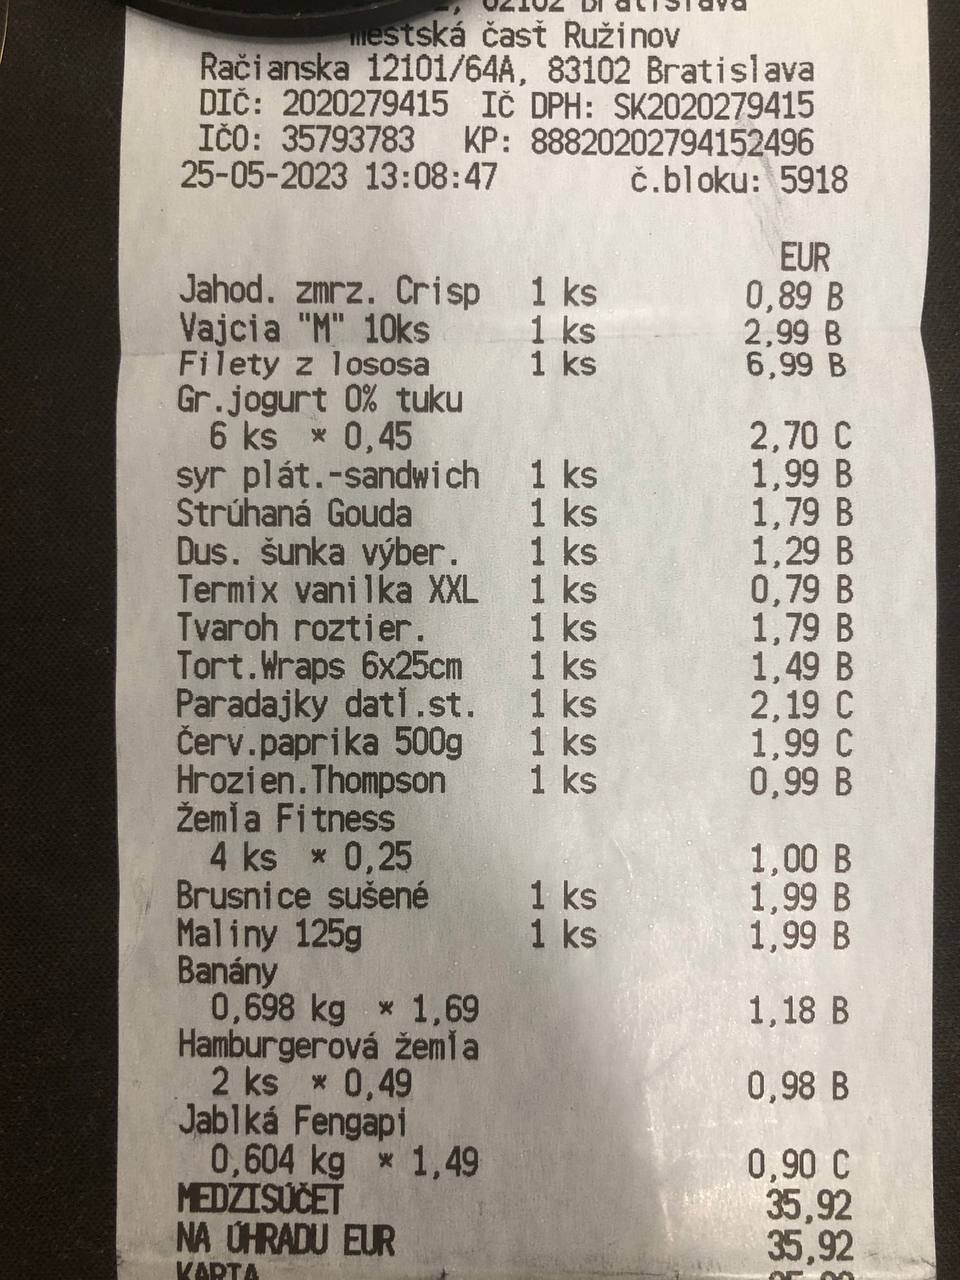 82102 Bratislava
mestská časť Ružinov
Račianska 12101/64A, 83102 Bratislava
DIČ: 2020279415 IČ DPH: SK2020279415
IČO: 35793783 KP: 88820202794152496
25-05-2023 13:08:47 č.bloku: 5918
EUR
Jahod. zmrz. Crisp 1 ks 0,89 B
Vajcia "M" 10ks 1 ks 2,99 B
Filety z lososa 1 ks 6,99 B
Gr.jogurt 0% tuku
6 ks * 0,45 2,70 C
syr plát.-sandwich 1 ks 1,99 B
Strúhaná Gouda 1 ks 1,79 B
Dus. šunka výber. 1 ks 1,29 B
Termix vanilka XXL 1 ks 0,79 B
Tvaroh roztier. 1 ks 1,79 B
Tort.Wraps 6x25cm 1 ks 1,49 B
Paradajky datľ.st. 1 ks 2,19 C
Červ.paprika 500g 1 ks 1,99 C
Hrozien.Thompson 1 ks 0,99 B
Žemľa Fitness
4 ks * 0,25 1,00 B
Brusnice sušené 1 ks 1,99 B
Maliny 125g 1 ks 1,99 B
Banány
0,698 kg * 1,69 1,18 B
Hamburgerová žemľa
2 ks * 0,49 0,98 B
Jablká Fengapi
0,604 kg * 1,49 0,90 C
MEDZISÚČET 35,92
NA ÚHRADU EUR 35,92
KARTA